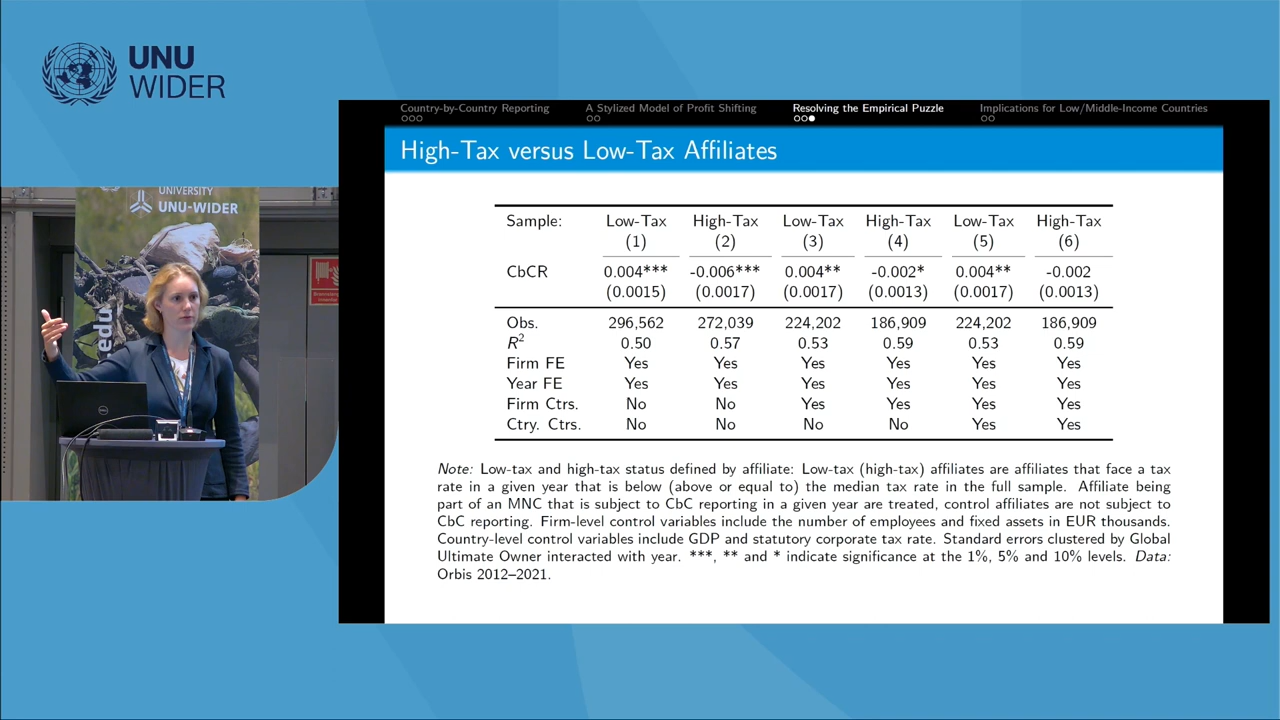 UNU
WIDER
UNIVERSITY
UNU-WIDER
.edu
Country-by-Country Reporting A Stylized Model of Profit Shifting Resolving the Empirical Puzzle Implications for Low/Middle-Income Countries
High-Tax versus Low-Tax Affiliates
Sample: Low-Tax High-Tax Low-Tax High-Tax Low-Tax High-Tax
(1) (2) (3) (4) (5) (6)
CbCR 0.004*** -0.006*** 0.004** -0.002* 0.004** -0.002
(0.0015) (0.0017) (0.0017) (0.0013) (0.0017) (0.0013)
Obs. 296,562 272,039 224,202 186,909 224,202 186,909
R² 0.50 0.57 0.53 0.59 0.53 0.59
Firm FE Yes Yes Yes Yes Yes Yes
Year FE Yes Yes Yes Yes Yes Yes
Firm Ctrs. No No Yes Yes Yes Yes
Ctry. Ctrs. No No No No Yes Yes
Note: Low-tax and high-tax status defined by affiliate: Low-tax (high-tax) affiliates are affiliates that face a tax
rate in a given year that is below (above or equal to) the median tax rate in the full sample. Affiliate being
part of an MNC that is subject to CbC reporting in a given year are treated, control affiliates are not subject to
CbC reporting. Firm-level control variables include the number of employees and fixed assets in EUR thousands.
Country-level control variables include GDP and statutory corporate tax rate. Standard errors clustered by Global
Ultimate Owner interacted with year. ***, ** and * indicate significance at the 1%, 5% and 10% levels. Data:
Orbis 2012–2021.